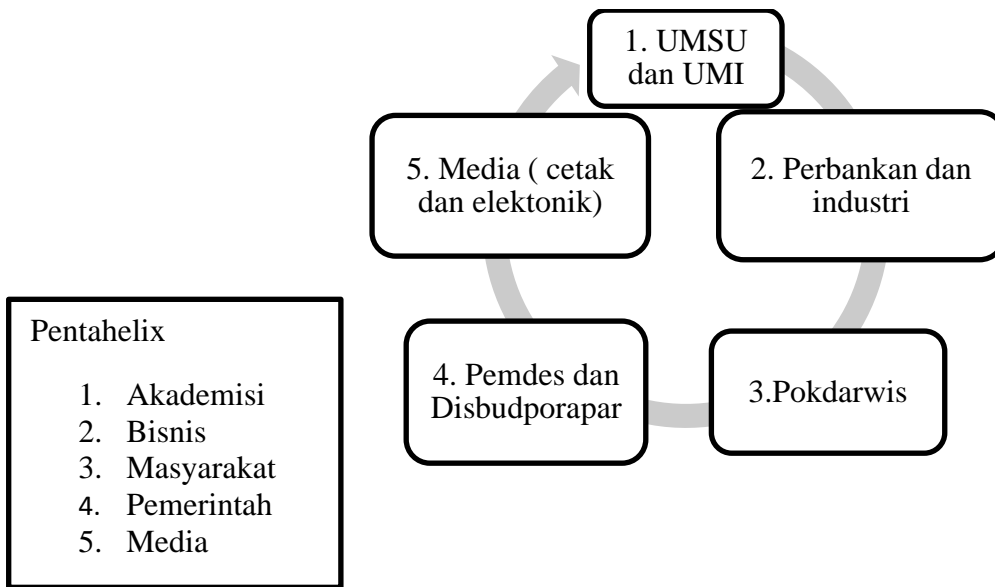 1. UMSU
dan UMI
2. Perbankan dan
industri
3.Pokdarwis
4. Pemdes dan
Disbudporapar
5. Media ( cetak
dan elektonik)
Pentahelix
1. Akademisi
2. Bisnis
3. Masyarakat
4. Pemerintah
5. Media